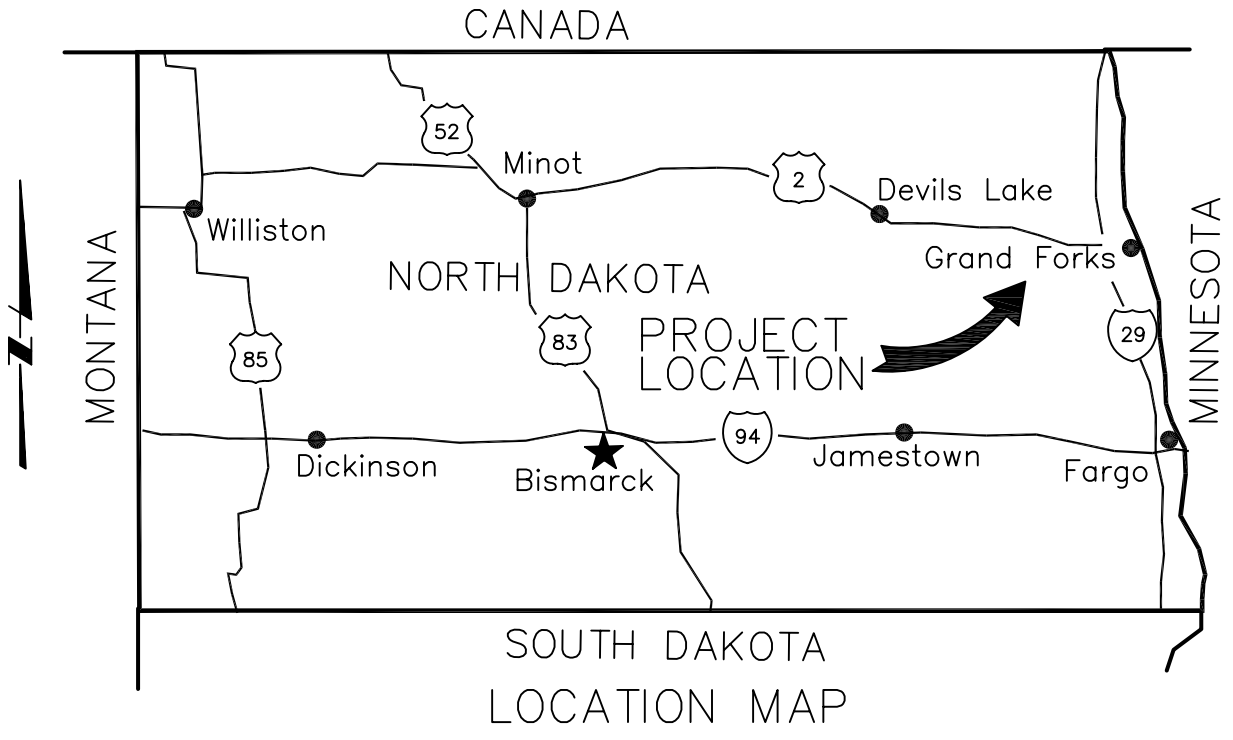 CANADA
52
Minot
2
Devils Lake
Williston
Grand Forks
NORTH DAKOTA
MONTANA
MINNESOTA
N
85
83
PROJECT
LOCATION
29
94
Dickinson
Bismarck
Jamestown
Fargo
SOUTH DAKOTA
LOCATION MAP